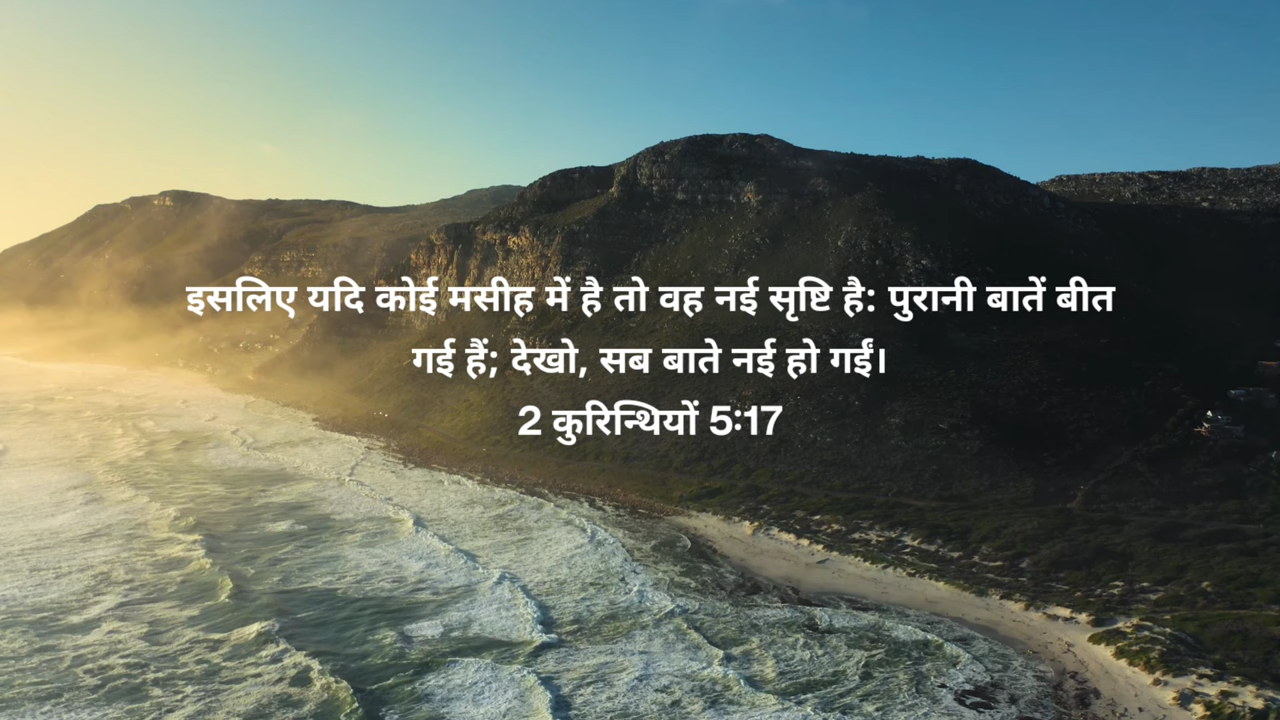 इसलिए यदि कोई मसीह में है तो वह नई सृष्टि है: पुरानी बातें बीत
गई हैं; देखो, सब बाते नई हो गईं।
2 कुरिन्थियों 5:17